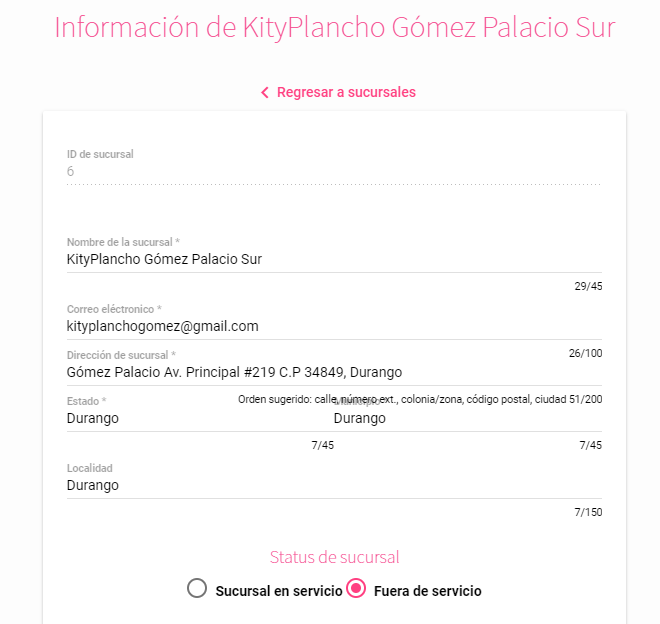 Información de KityPlancho Gómez Palacio Sur
Regresar a sucursales
ID de sucursal
6
Nombre de la sucursal *
KityPlancho Gómez Palacio Sur
29/45
Correo eléctronico *
kityplanchogomez@gmail.com
26/100
Dirección de sucursal *
Gómez Palacio Av. Principal #219 C.P 34849, Durango
Orden sugerido: calle, número ext., colonia/zona, código postal, ciudad 51/200
Estado *
Durango
7/45
Municipio *
Durango
7/45
Localidad
Durango
7/150
Status de sucursal
Sucursal en servicio
Fuera de servicio